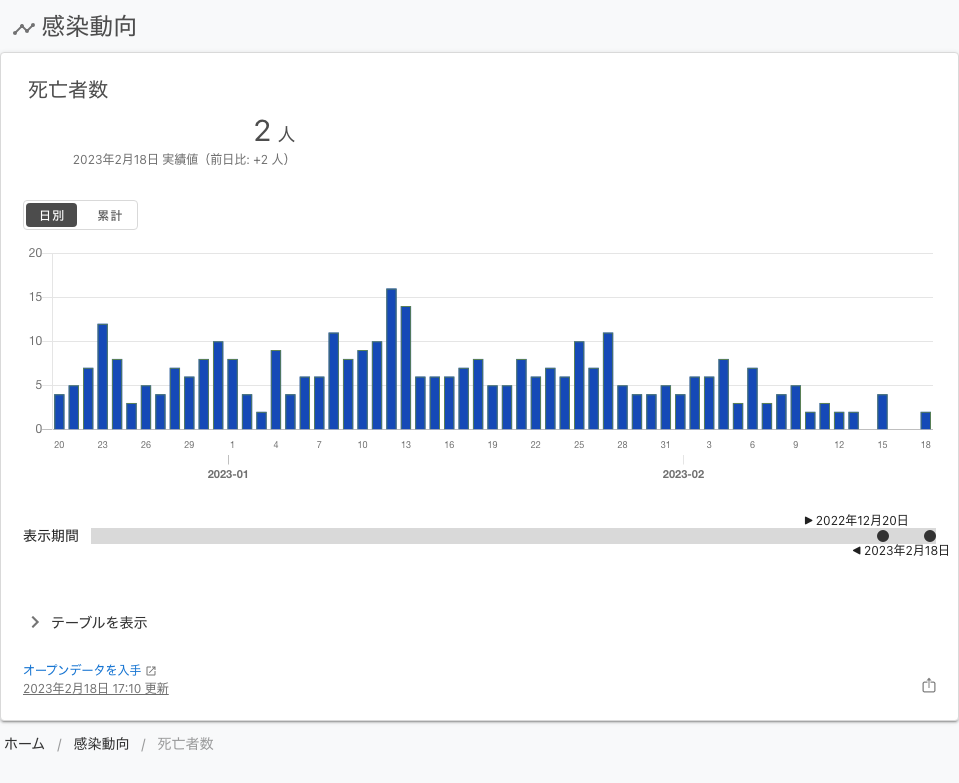 感染動向
死亡者数
2 人
2023年2月18日 実績値（前日比: +2 人）
日別 累計
20
15
10
5
0
20 23 26 29 1 4 7 10 13 16 19 22 25 28 31 3 6 9 12 15 18
2023-01 2023-02
▶ 2022年12月20日
表示期間
◀ 2023年2月18日
テーブルを表示
オープンデータを入手
2023年2月18日 17:10 更新
ホーム / 感染動向 / 死亡者数